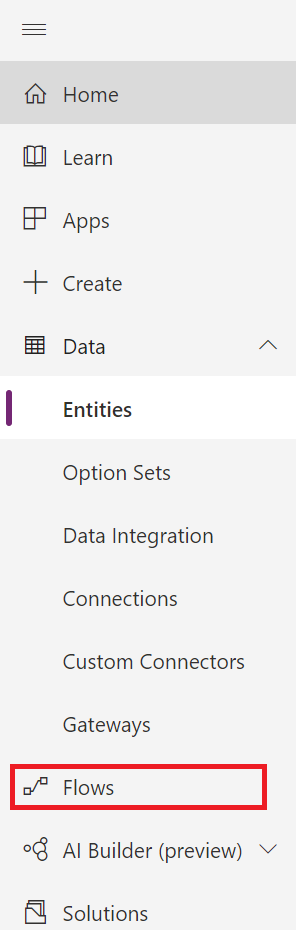 Home
Learn
Apps
Create
Data
Entities
Option Sets
Data Integration
Connections
Custom Connectors
Gateways
Flows
AI Builder (preview)
Solutions